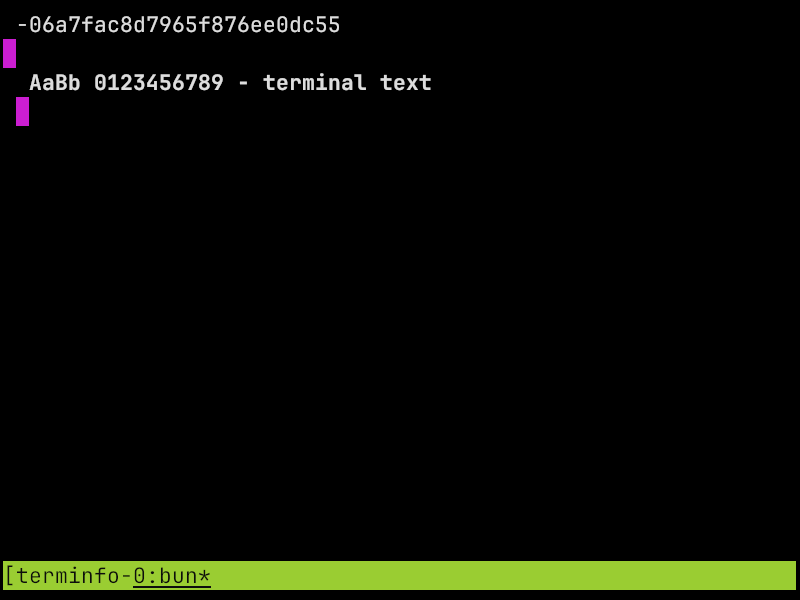 -06a7fac8d7965f876ee0dc55
AaBb 0123456789 - terminal text
[terminfo-0:bun*